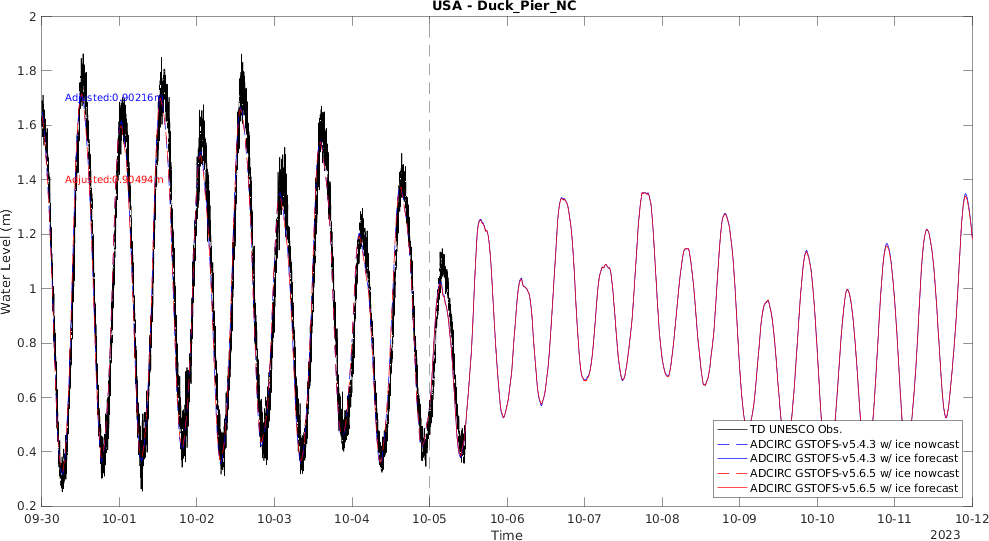 USA - Duck_Pier_NC
2
1.8
1.6
1.4
1.2
1
0.8
0.6
0.4
0.2
Water Level (m)
Adjusted:0.90216m
Adjusted:0.90494m
TD UNESCO Obs.
ADCIRC GSTOFS-v5.4.3 w/ ice nowcast
ADCIRC GSTOFS-v5.4.3 w/ ice forecast
ADCIRC GSTOFS-v5.6.5 w/ ice nowcast
ADCIRC GSTOFS-v5.6.5 w/ ice forecast
09-30 10-01 10-02 10-03 10-04 10-05 10-06 10-07 10-08 10-09 10-10 10-11 10-12
Time
2023